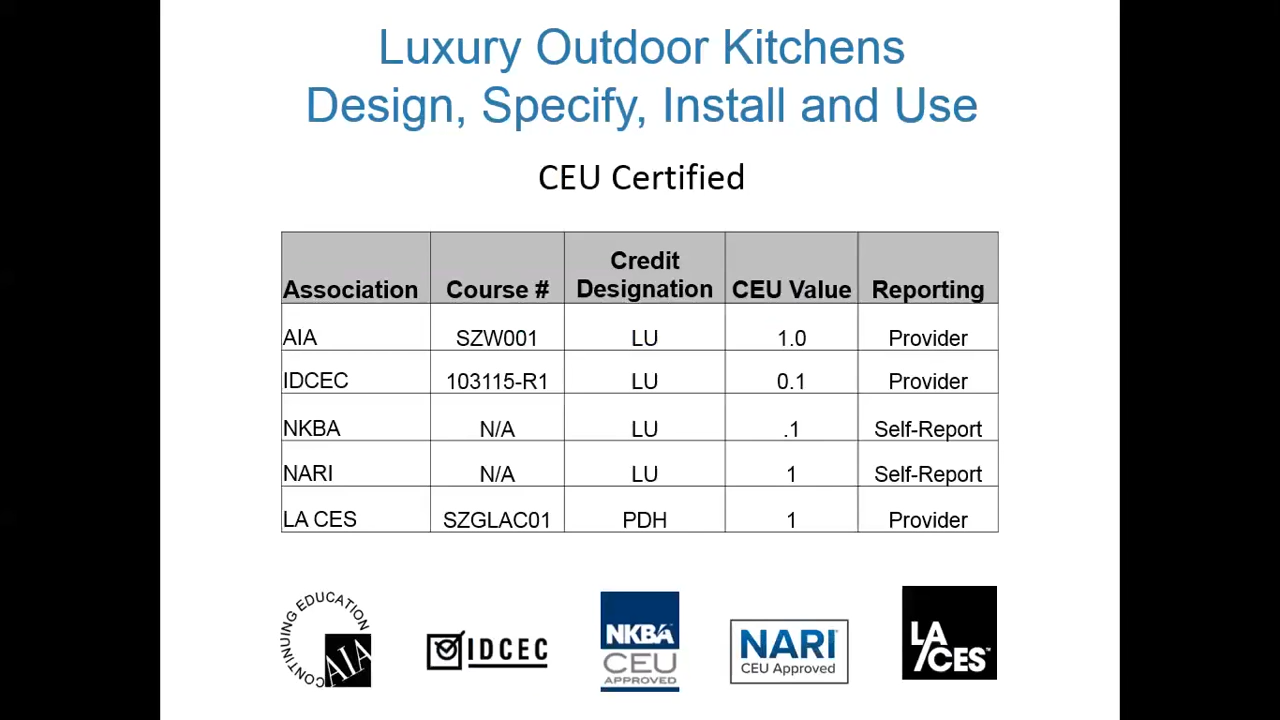 Luxury Outdoor Kitchens
Design, Specify, Install and Use
CEU Certified
Association Course # Credit Designation CEU Value Reporting
AIA SZW001 LU 1.0 Provider
IDCEC 103115-R1 LU 0.1 Provider
NKBA N/A LU .1 Self-Report
NARI N/A LU 1 Self-Report
LA CES SZGLAC01 PDH 1 Provider
CONTINUING EDUCATION
AIA
IDCEC
NKBA
CEU
APPROVED
NARI
CEU Approved
LA
/CES™